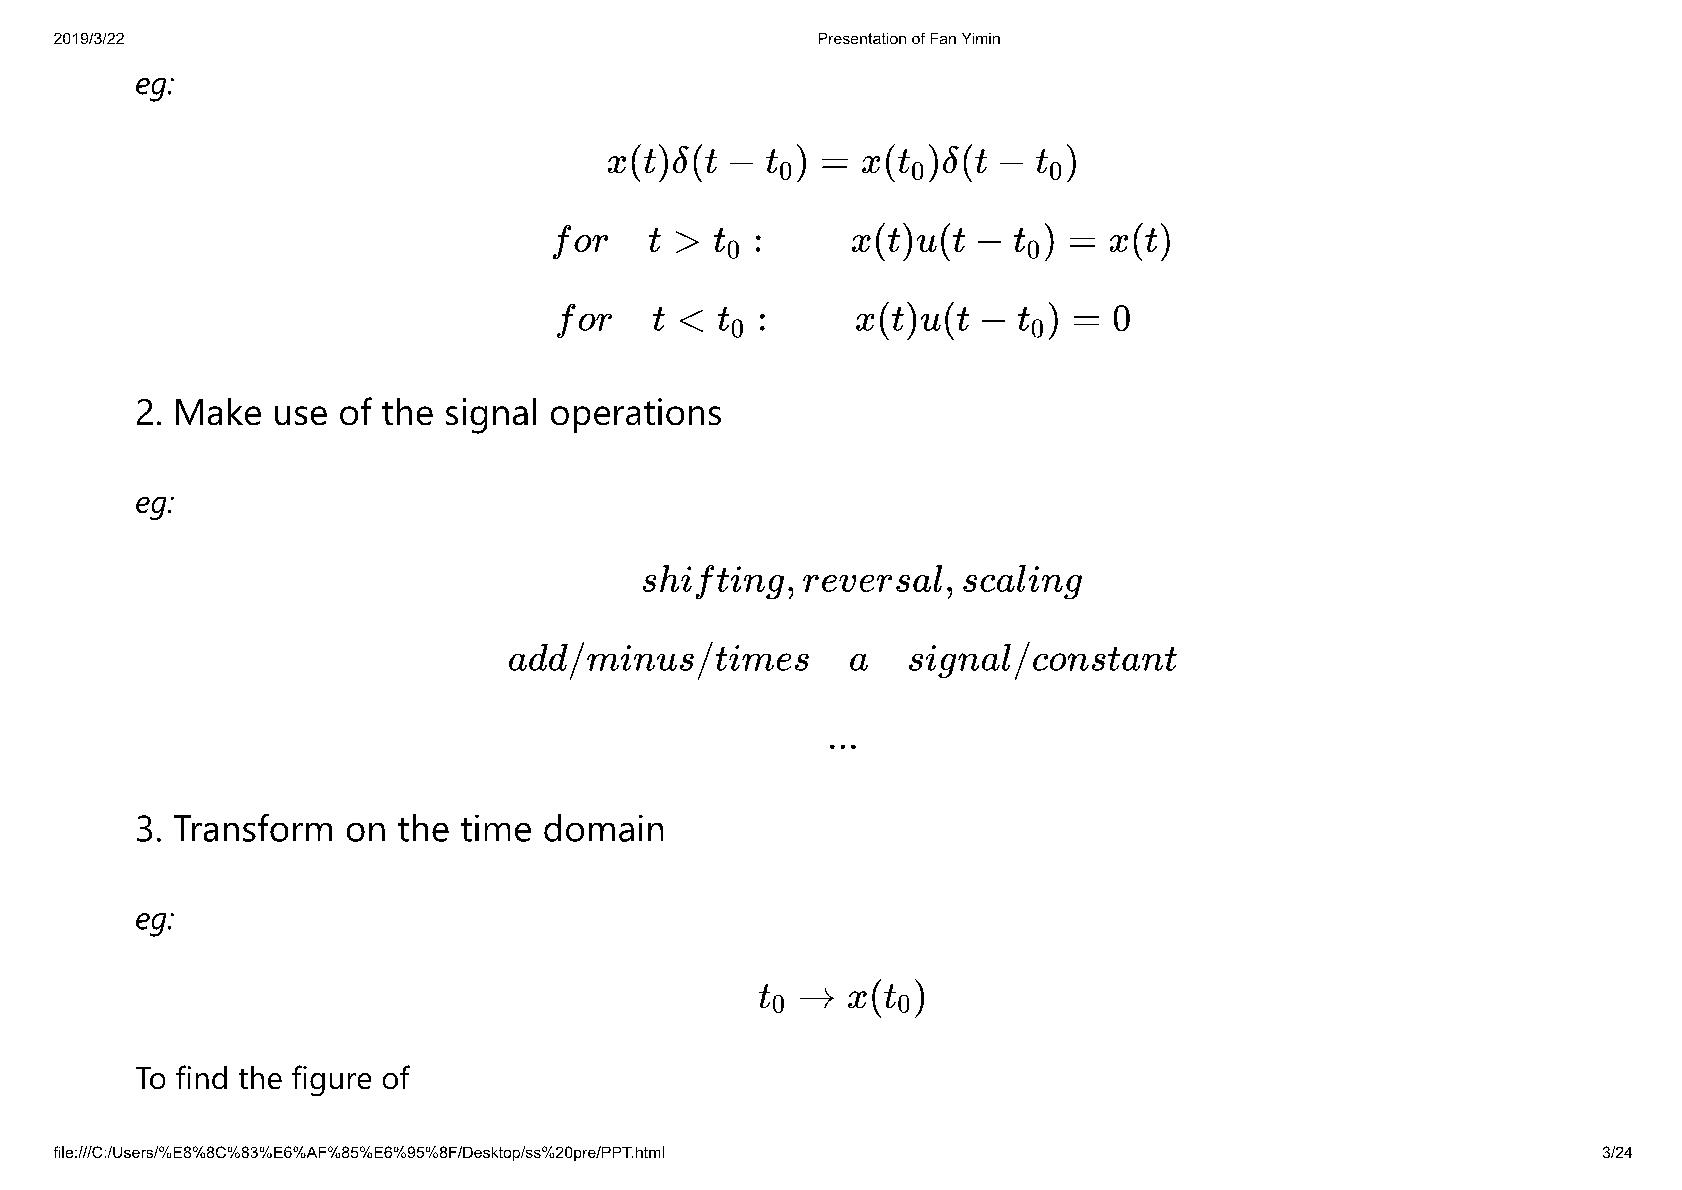 2019/3/22 Presentation of Fan Yimin
eg:
x(t)δ(t − t₀) = x(t₀)δ(t − t₀)
for t > t₀ : x(t)u(t − t₀) = x(t)
for t < t₀ : x(t)u(t − t₀) = 0
2. Make use of the signal operations
eg:
shifting, reversal, scaling
add/minus/times a signal/constant
...
3. Transform on the time domain
eg:
t₀ → x(t₀)
To find the figure of
file:///C:/Users/%E8%8C%83%E6%AF%85%E6%95%8F/Desktop/ss%20pre/PPT.html 3/24